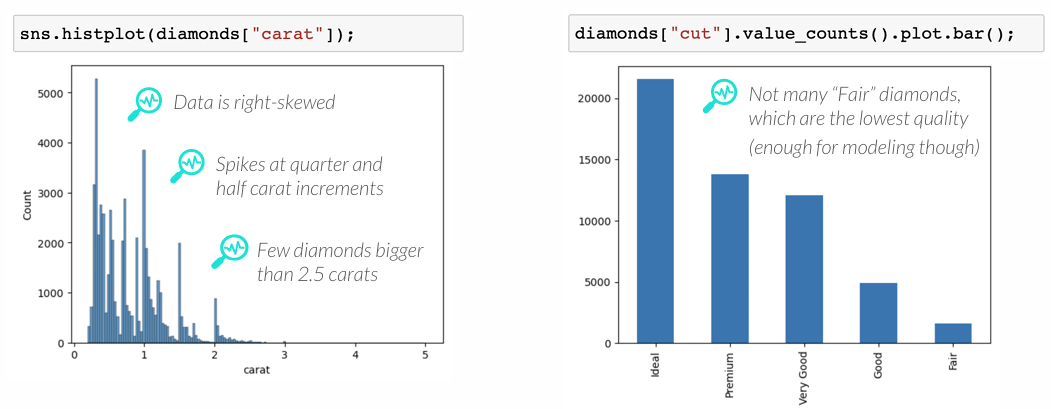 sns.histplot(diamonds["carat"]);
diamonds["cut"].value_counts().plot.bar();
Data is right-skewed
Spikes at quarter and
half carat increments
Few diamonds bigger
than 2.5 carats
5000
4000
3000
2000
1000
0
Count
0 1 2 3 4 5
carat
Not many “Fair” diamonds,
which are the lowest quality
(enough for modeling though)
20000
15000
10000
5000
0
Ideal
Premium
Very Good
Good
Fair